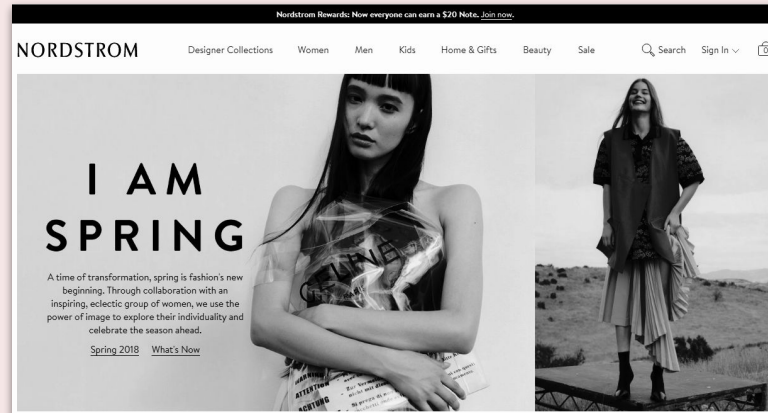 Nordstrom Rewards: Now everyone can earn a $20 Note. Join now.
NORDSTROM
Designer Collections Women Men Kids Home & Gifts Beauty Sale Search Sign In 0
I AM
SPRING
A time of transformation, spring is fashion's new
beginning. Through collaboration with an
inspiring, eclectic group of women, we use the
power of image to explore their individuality and
celebrate the season ahead.
Spring 2018 What's Now
CELINE
WARNING
ATTENTION
ACHTUNG